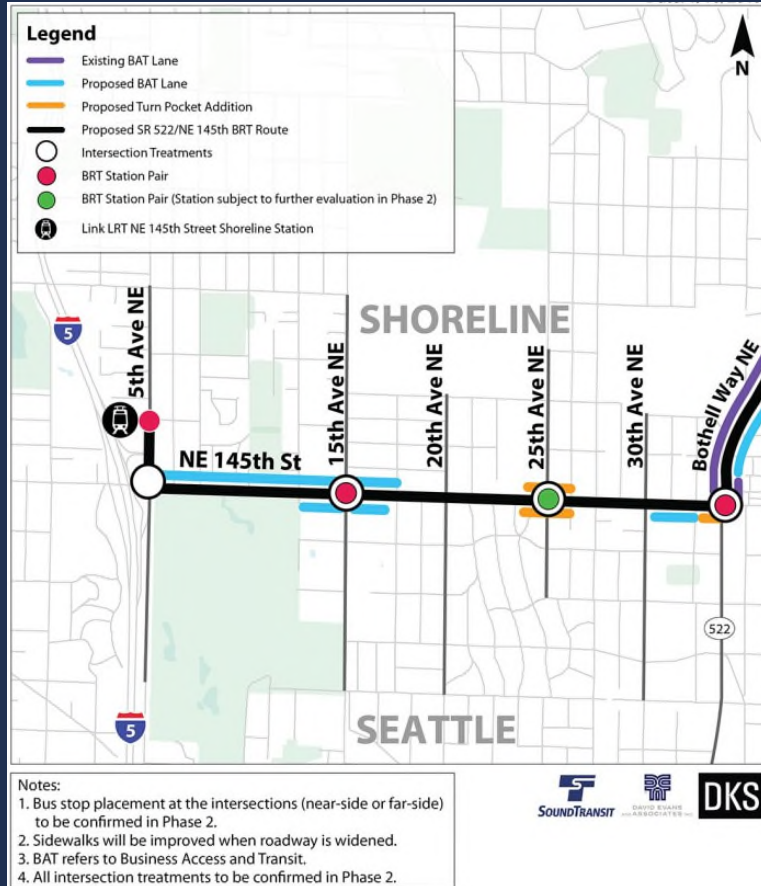 Legend
Existing BAT Lane
Proposed BAT Lane
Proposed Turn Pocket Addition
Proposed SR 522/NE 145th BRT Route
Intersection Treatments
BRT Station Pair
BRT Station Pair (Station subject to further evaluation in Phase 2)
Link LRT NE 145th Street Shoreline Station
N
5
5th Ave NE
SHORELINE
15th Ave NE
20th Ave NE
25th Ave NE
30th Ave NE
Bothell Way NE
NE 145th St
522
5
SEATTLE
Notes:
1. Bus stop placement at the intersections (near-side or far-side)
to be confirmed in Phase 2.
2. Sidewalks will be improved when roadway is widened.
3. BAT refers to Business Access and Transit.
4. All intersection treatments to be confirmed in Phase 2.
SOUNDTRANSIT
DAVID EVANS
AND ASSOCIATES INC.
DKS